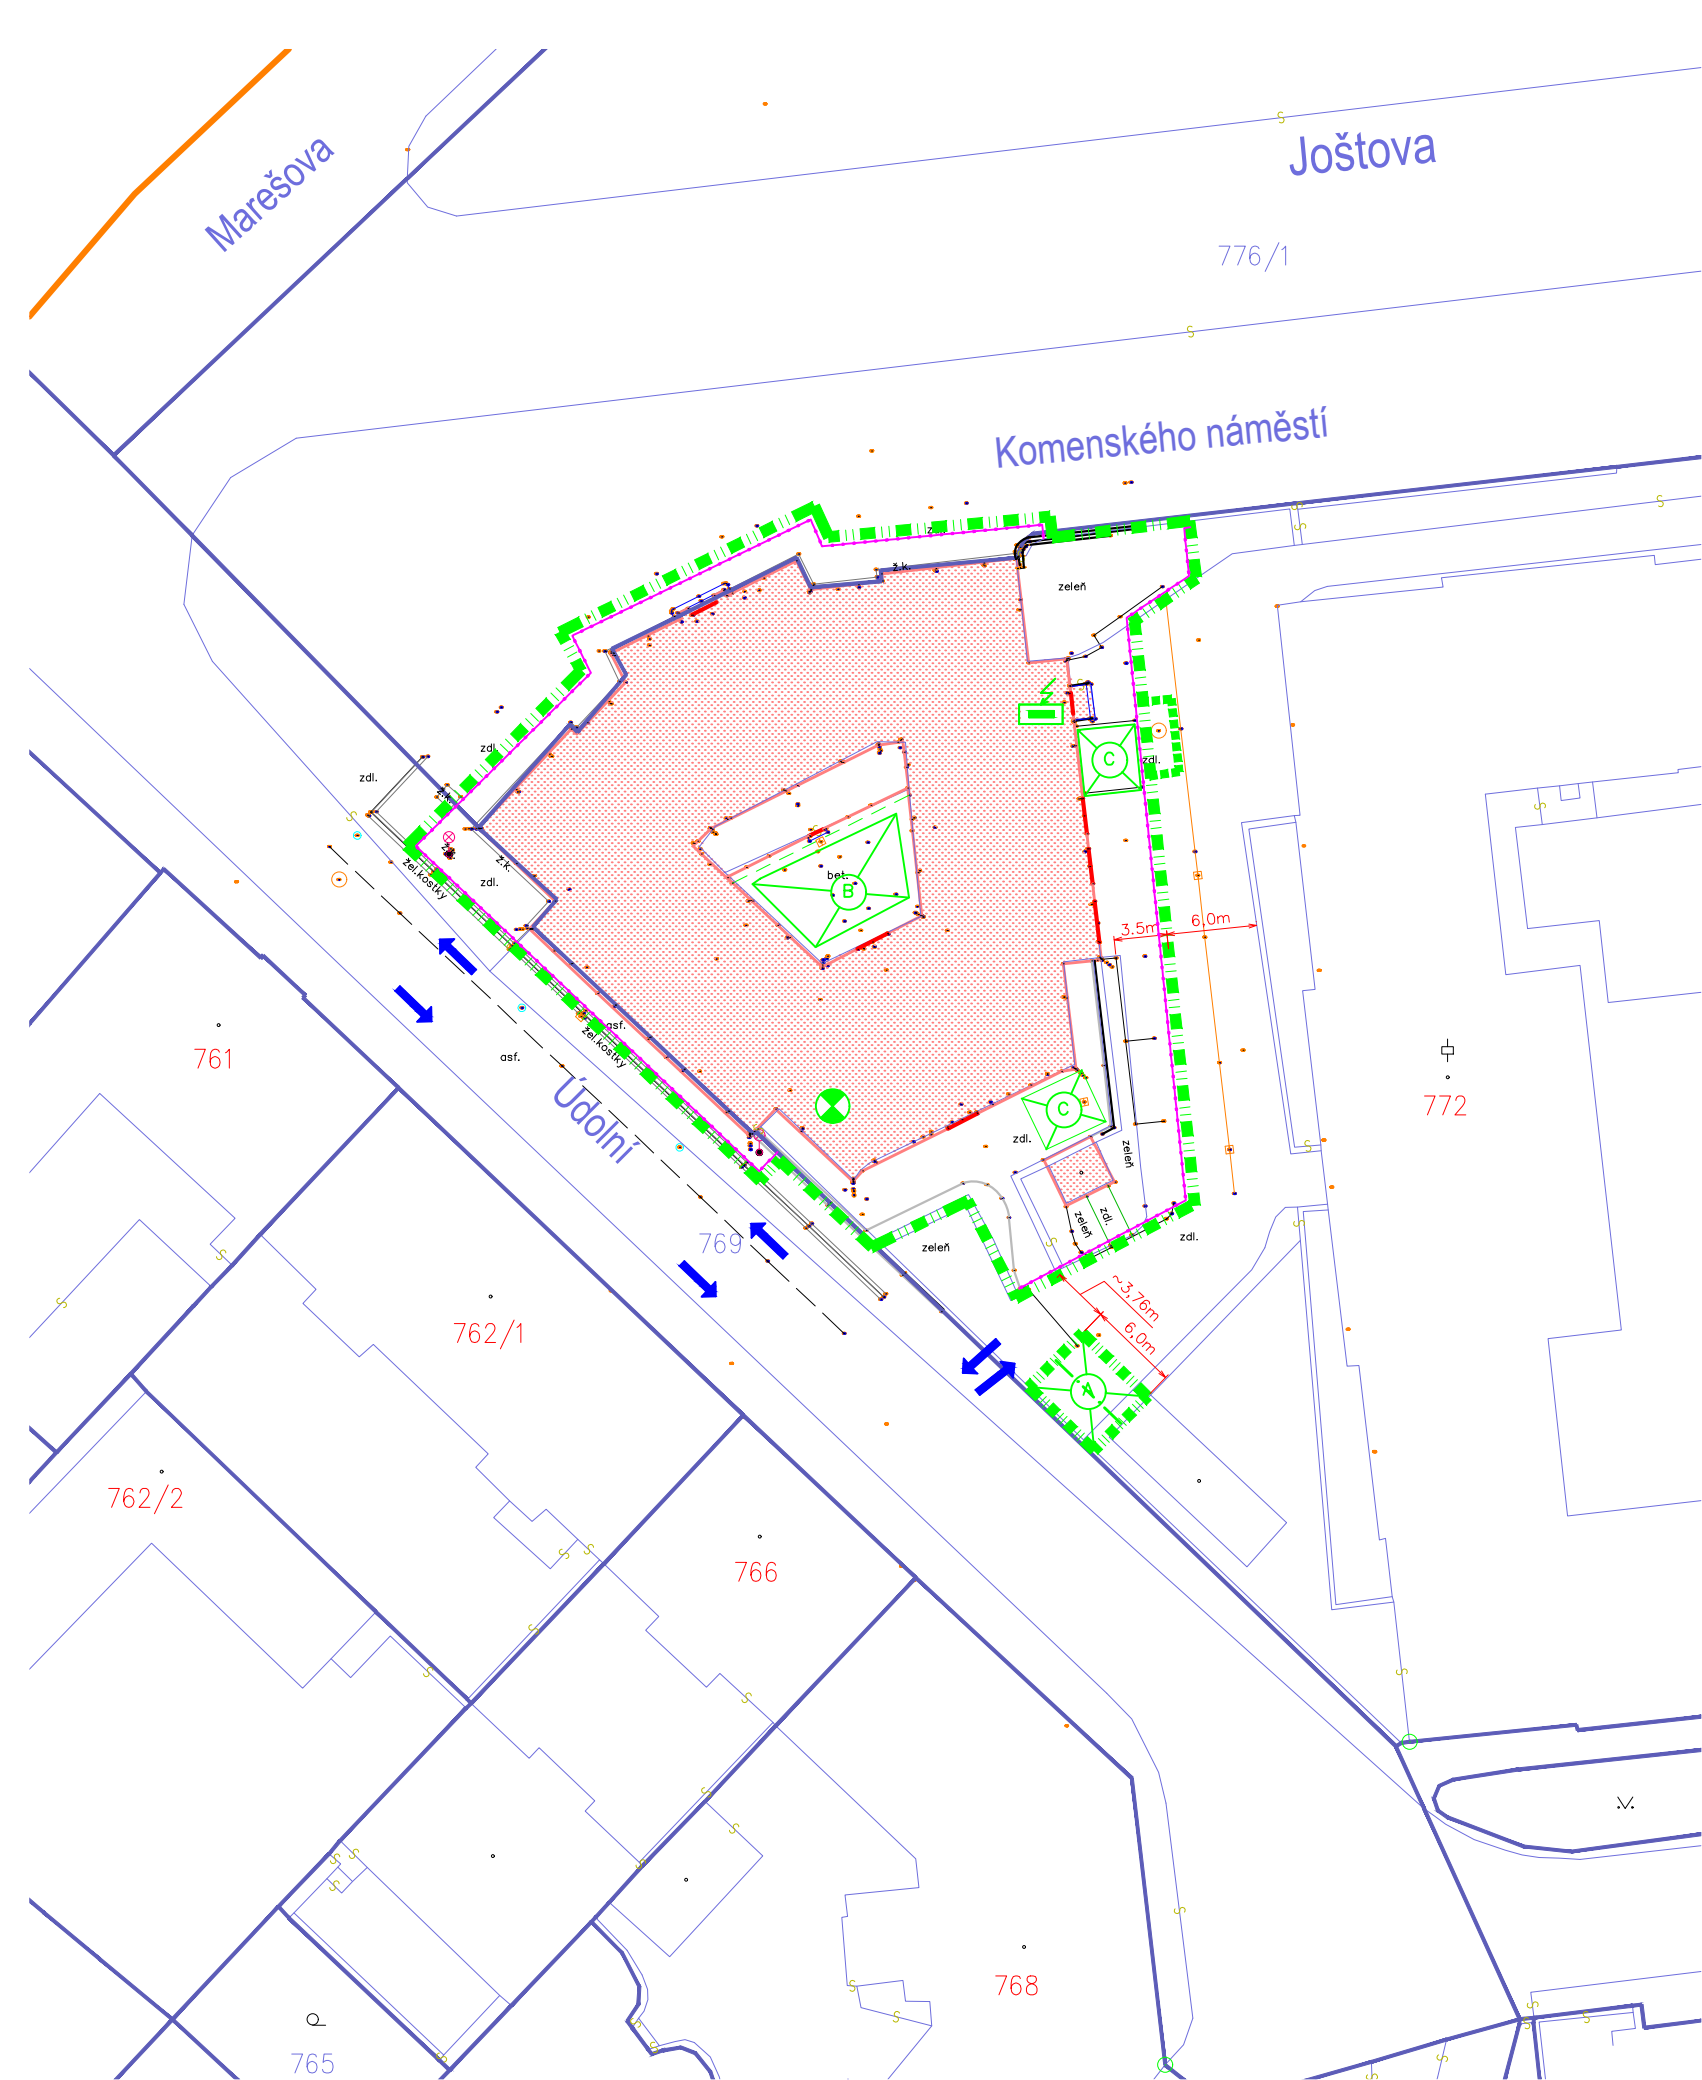 Marešova
Joštova
776/1
Komenského náměstí
ž.k.
zeleň
zdl.
zdl.
C
zdl.
ž.k.
žel.kostky
zdl.
bet.
B
3.5m
6,0m
asf.
asf.
žel.kostky
Údolní
761
772
C
zdl.
zeleň
zeleň
zdl.
zdl.
zeleň
769
~3,76m
6,0m
A
762/1
762/2
766
768
765